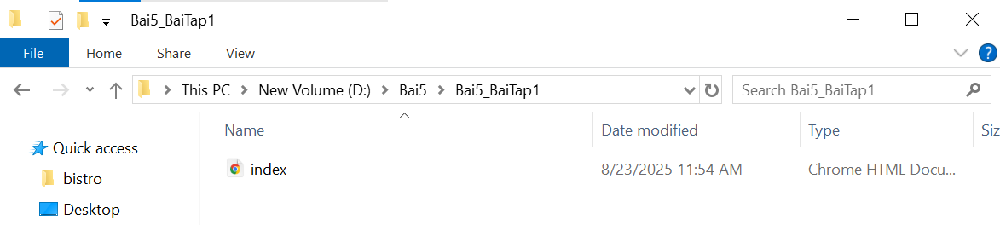 Bai5_BaiTap1
File Home Share View
This PC New Volume (D:) Bai5 Bai5_BaiTap1 Search Bai5_BaiTap1
Name Date modified Type Siz
Quick access
index 8/23/2025 11:54 AM Chrome HTML Docu...
bistro
Desktop